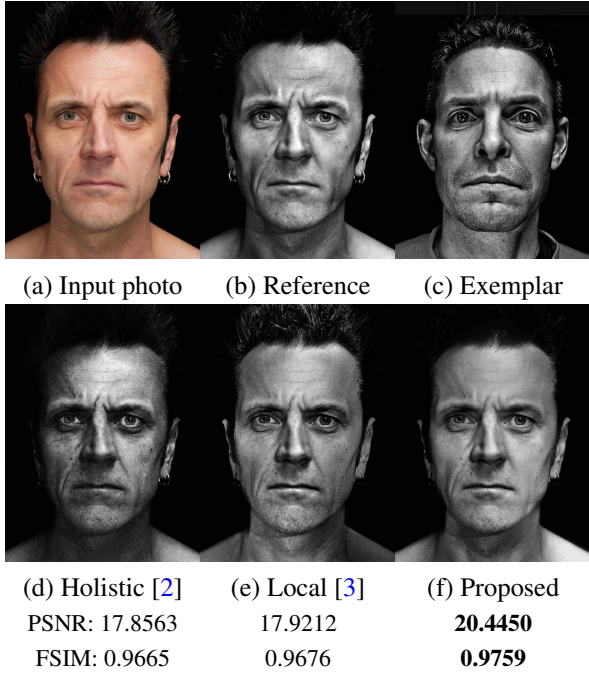 (a) Input photo (b) Reference (c) Exemplar
(d) Holistic [2] (e) Local [3] (f) Proposed
PSNR: 17.8563 17.9212 20.4450
FSIM: 0.9665 0.9676 0.9759